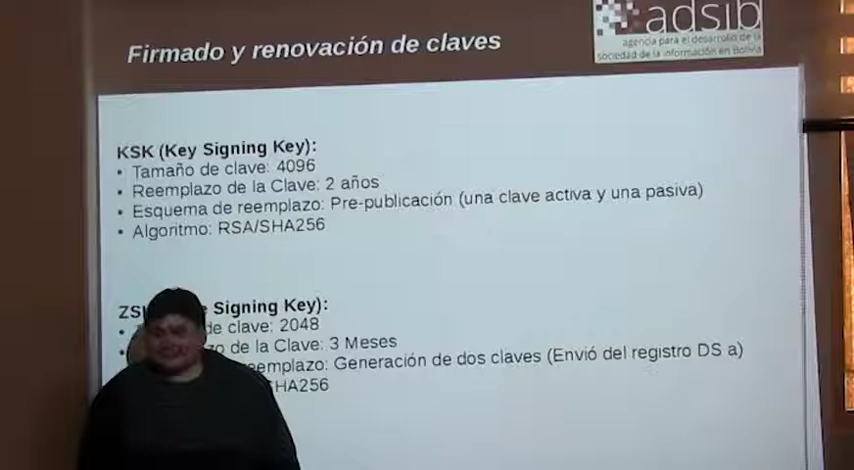 adsib
agencia para el desarrollo de la
sociedad de la información en Bolivia
Firmado y renovación de claves
KSK (Key Signing Key):
• Tamaño de clave: 4096
• Reemplazo de la Clave: 2 años
• Esquema de reemplazo: Pre-publicación (una clave activa y una pasiva)
• Algoritmo: RSA/SHA256
Signing Key):
• de clave: 2048
• de la Clave: 3 Meses
Generación de dos claves (Envió del registro DS a)